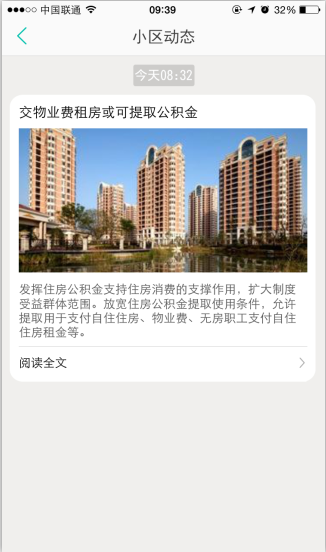 中国联通 09:39 32%
小区动态
今天08:32
交物业费租房或可提取公积金
发挥住房公积金支持住房消费的支撑作用，扩大制度
受益群体范围。放宽住房公积金提取使用条件，允许
提取用于支付自住住房、物业费、无房职工支付自住
住房租金等。
阅读全文